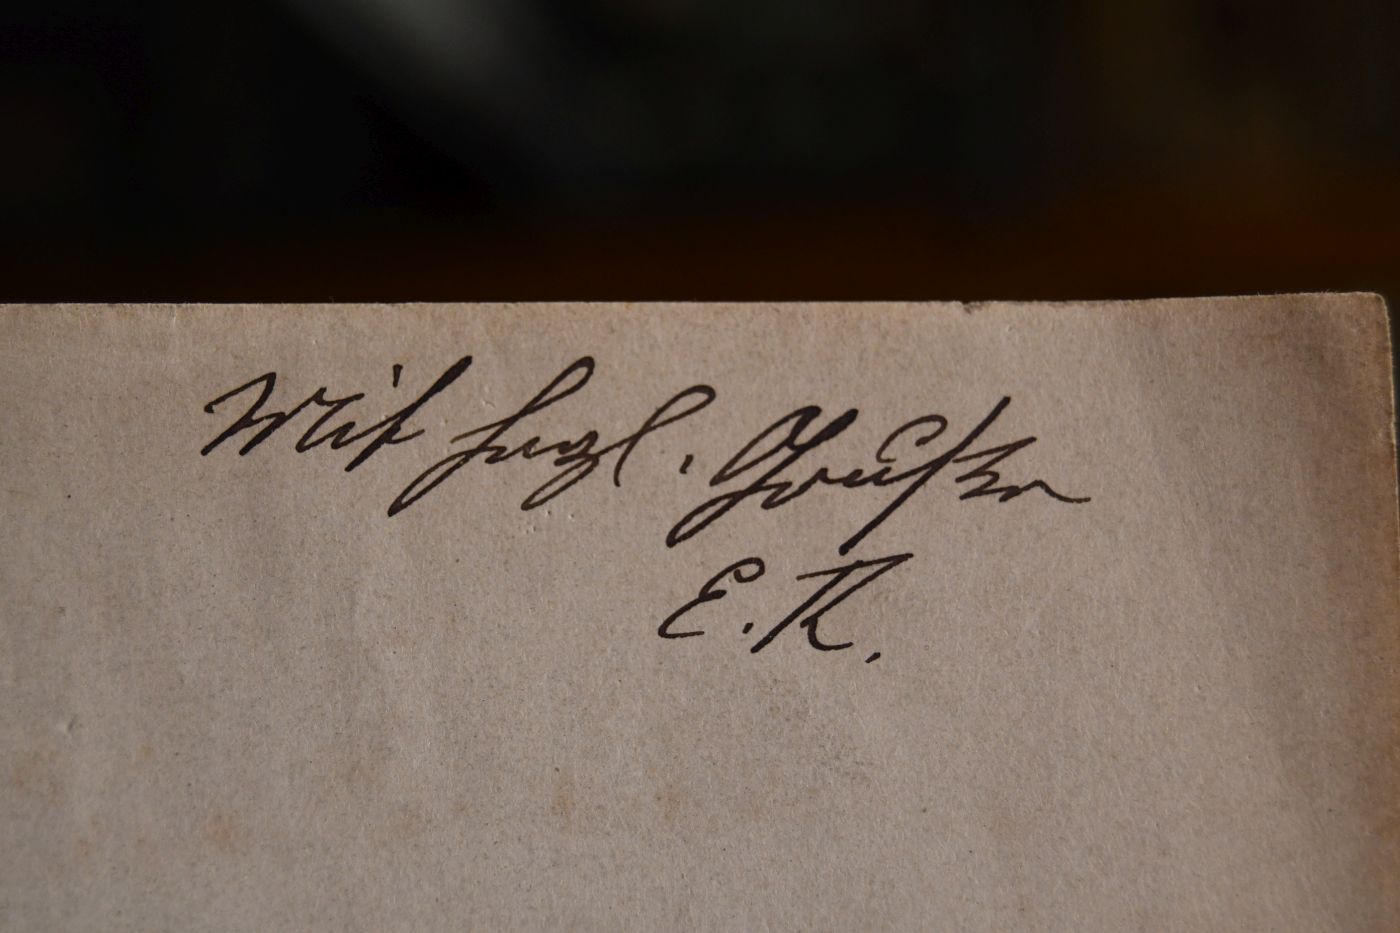 Mit herzl. Grüßen
E. K.